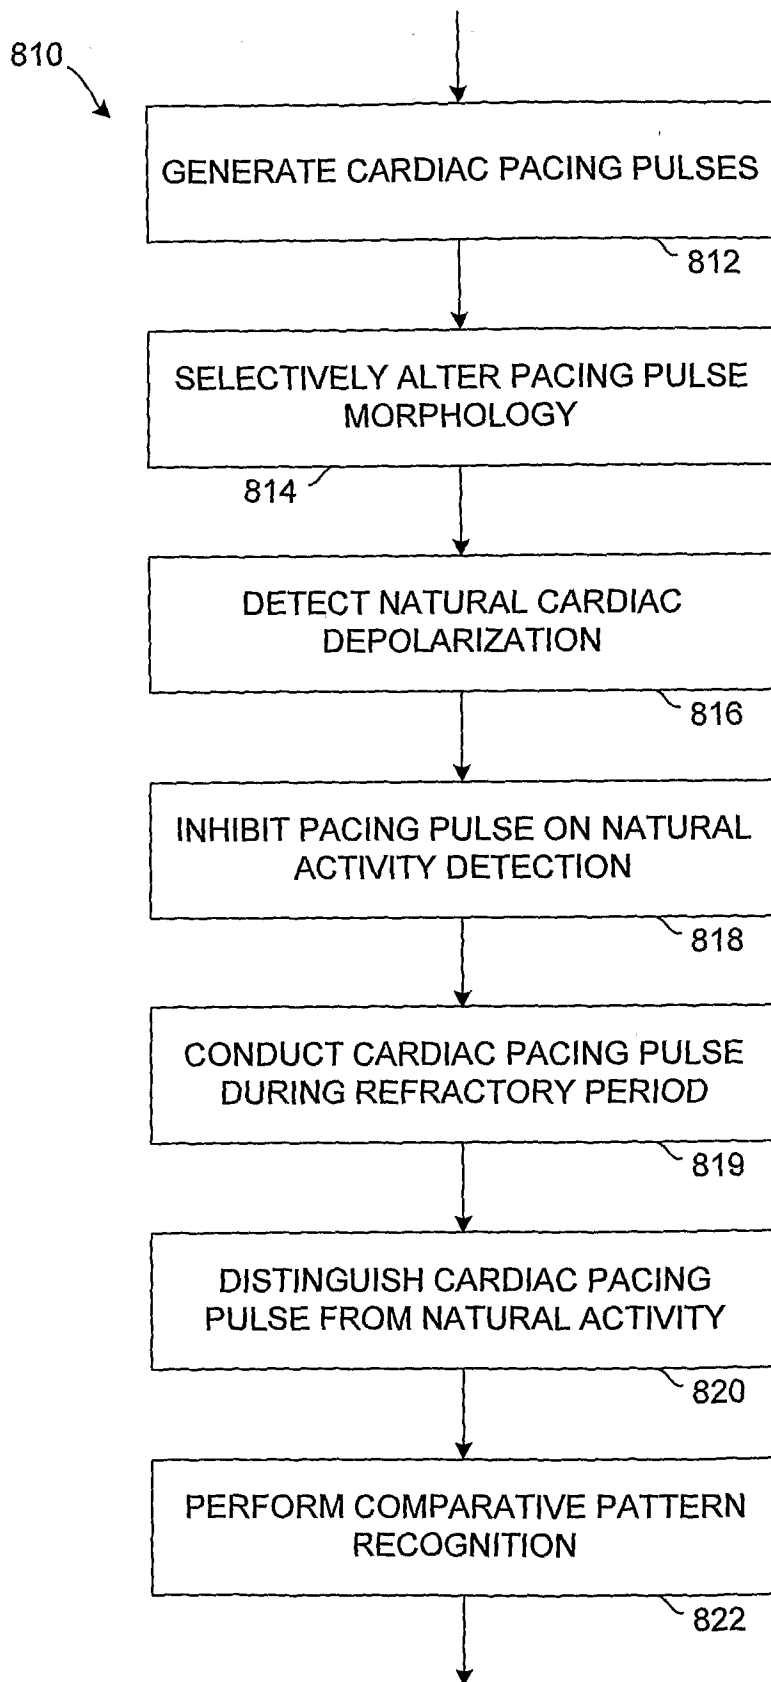 810
GENERATE CARDIAC PACING PULSES
812
SELECTIVELY ALTER PACING PULSE
MORPHOLOGY
814
DETECT NATURAL CARDIAC
DEPOLARIZATION
816
INHIBIT PACING PULSE ON NATURAL
ACTIVITY DETECTION
818
CONDUCT CARDIAC PACING PULSE
DURING REFRACTORY PERIOD
819
DISTINGUISH CARDIAC PACING
PULSE FROM NATURAL ACTIVITY
820
PERFORM COMPARATIVE PATTERN
RECOGNITION
822